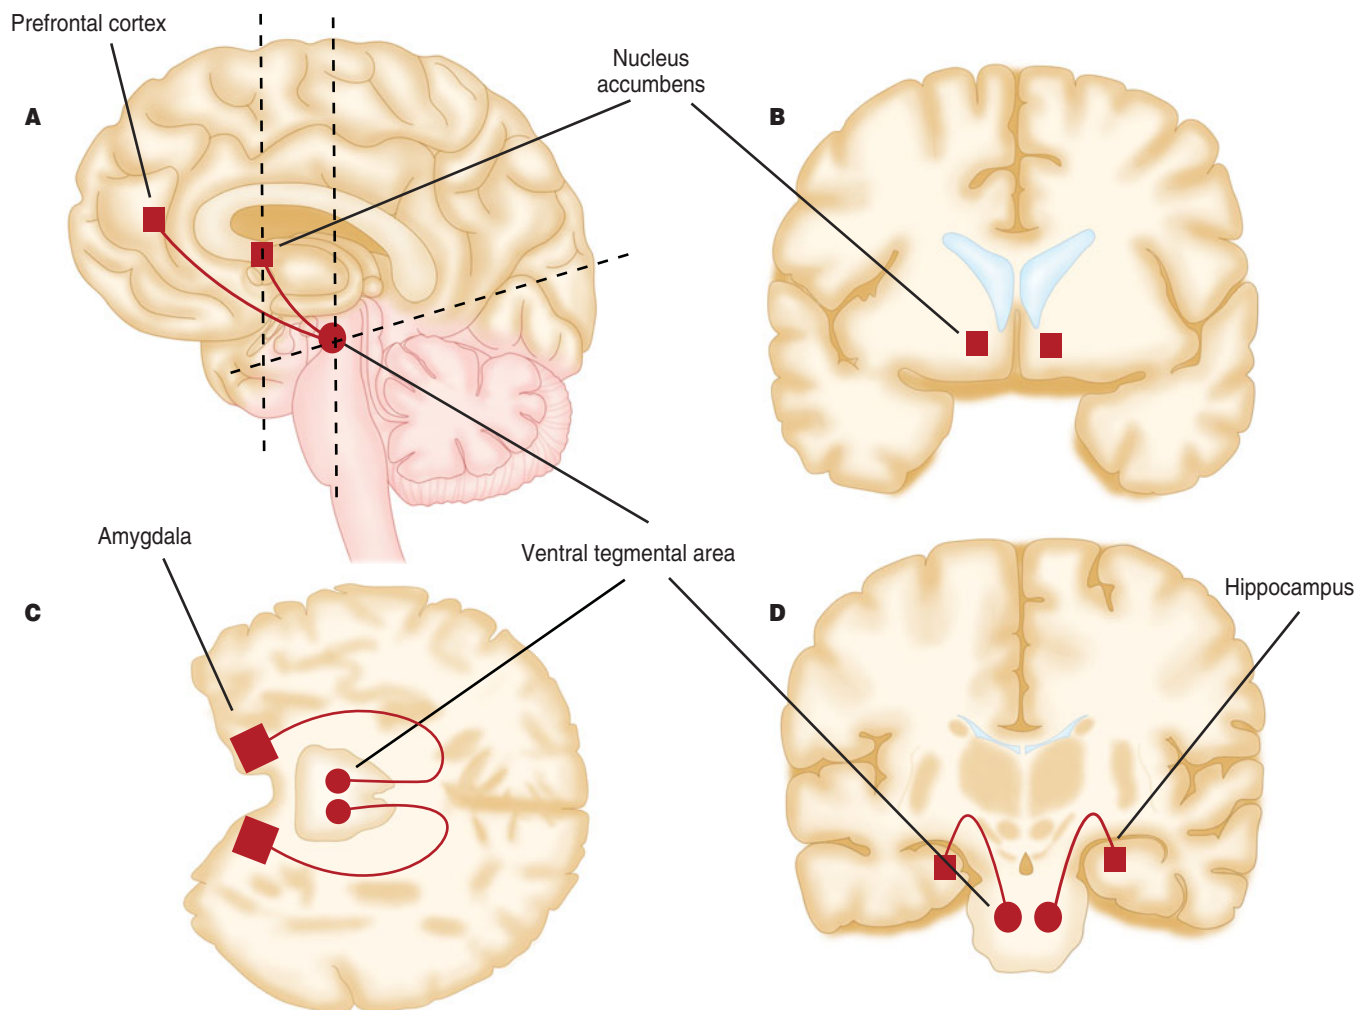 Prefrontal cortex
Nucleus
accumbens
A
B
Amygdala
Ventral tegmental area
Hippocampus
C
D